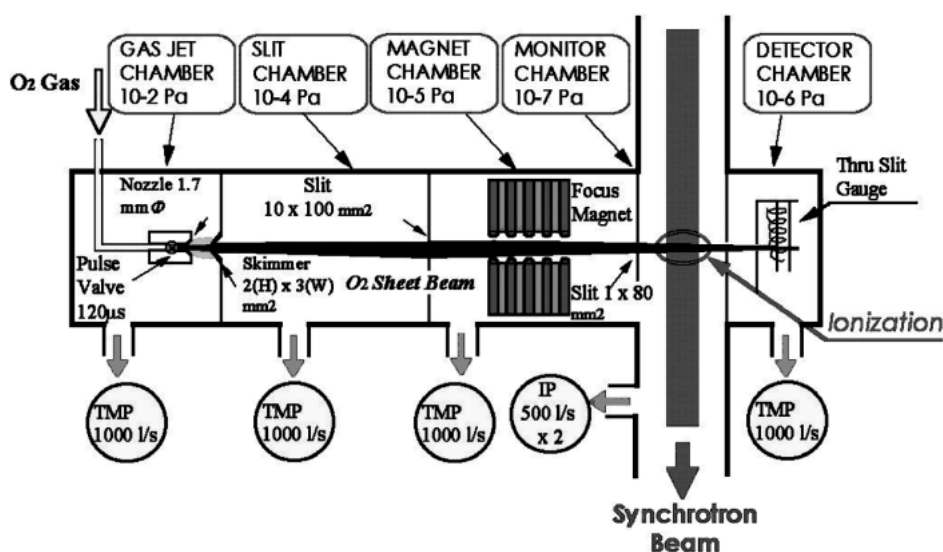 GAS JET
CHAMBER
10-2 Pa
SLIT
CHAMBER
10-4 Pa
MAGNET
CHAMBER
10-5 Pa
MONITOR
CHAMBER
10-7 Pa
DETECTOR
CHAMBER
10-6 Pa
O2 Gas
Nozzle 1.7
mmΦ
Slit
10 x 100 mm2
Focus
Magnet
Thru Slit
Gauge
Pulse
Valve
120µs
Skimmer
2(H) x 3(W)
mm2
O2 Sheet Beam
Slit 1 x 80
mm2
Ionization
TMP
1000 l/s
TMP
1000 l/s
TMP
1000 l/s
IP
500 l/s
x 2
TMP
1000 l/s
Synchrotron
Beam